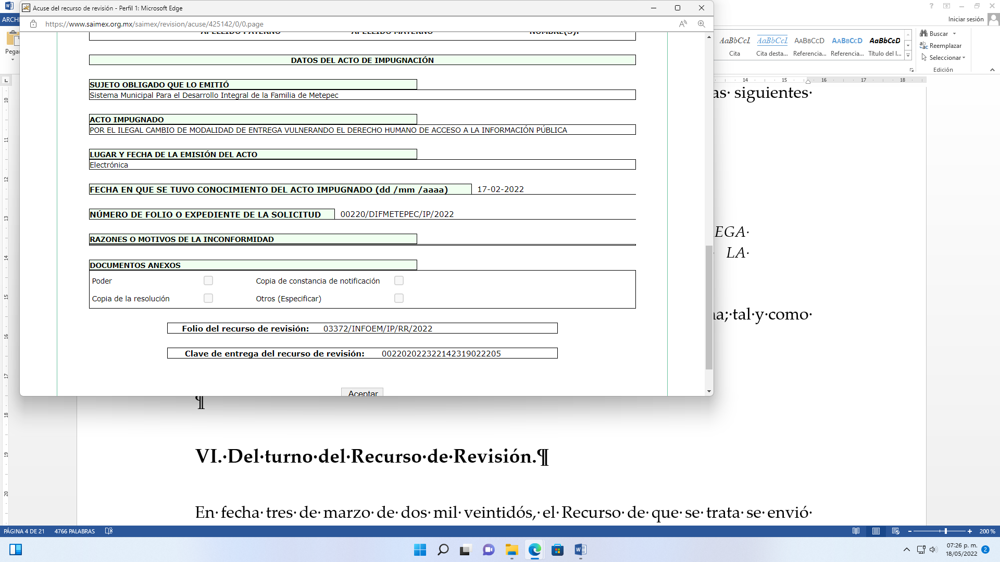 Acuse del recurso de revisión - Perfil 1: Microsoft Edge
https://www.saimex.org.mx/saimex/revision/acuse/425142/0/0.page
ARCH
Iniciar sesión
Pega
AaBbCcL AaBbCcL AABBCCD AABBCCD AaBbCcD
Cita Cita desta... Referencia... Referencia... Título del l...
Buscar
Reemplazar
Seleccionar
Edición
14 15 16 17 18
APELLIDO PATERNO APELLIDO MATERNO NOMBRE(S):
DATOS DEL ACTO DE IMPUGNACIÓN
SUJETO OBLIGADO QUE LO EMITIÓ
Sistema Municipal Para el Desarrollo Integral de la Familia de Metepec
ACTO IMPUGNADO
POR EL ILEGAL CAMBIO DE MODALIDAD DE ENTREGA VULNERANDO EL DERECHO HUMANO DE ACCESO A LA INFORMACIÓN PÚBLICA
LUGAR Y FECHA DE LA EMISIÓN DEL ACTO
Electrónica
FECHA EN QUE SE TUVO CONOCIMIENTO DEL ACTO IMPUGNADO (dd /mm /aaaa) 17-02-2022
NÚMERO DE FOLIO O EXPEDIENTE DE LA SOLICITUD 00220/DIFMETEPEC/IP/2022
RAZONES O MOTIVOS DE LA INCONFORMIDAD
DOCUMENTOS ANEXOS
Poder Copia de constancia de notificación
Copia de la resolución Otros (Especificar)
Folio del recurso de revisión: 03372/INFOEM/IP/RR/2022
Clave de entrega del recurso de revisión: 002202022322142319022205
Aceptar
as· siguientes·
EGA·
LA·
na;·tal·y·como·
10
11
12
13
14
15
16
17
18
19
20
¶
VI.·Del·turno·del·Recurso·de·Revisión.¶
En· fecha· tres· de· marzo· de· dos· mil· veintidós,· el· Recurso· de· que· se· trata· se· envió·
PÁGINA 4 DE 21 4766 PALABRAS 200 %
07:26 p. m.
18/05/2022
2